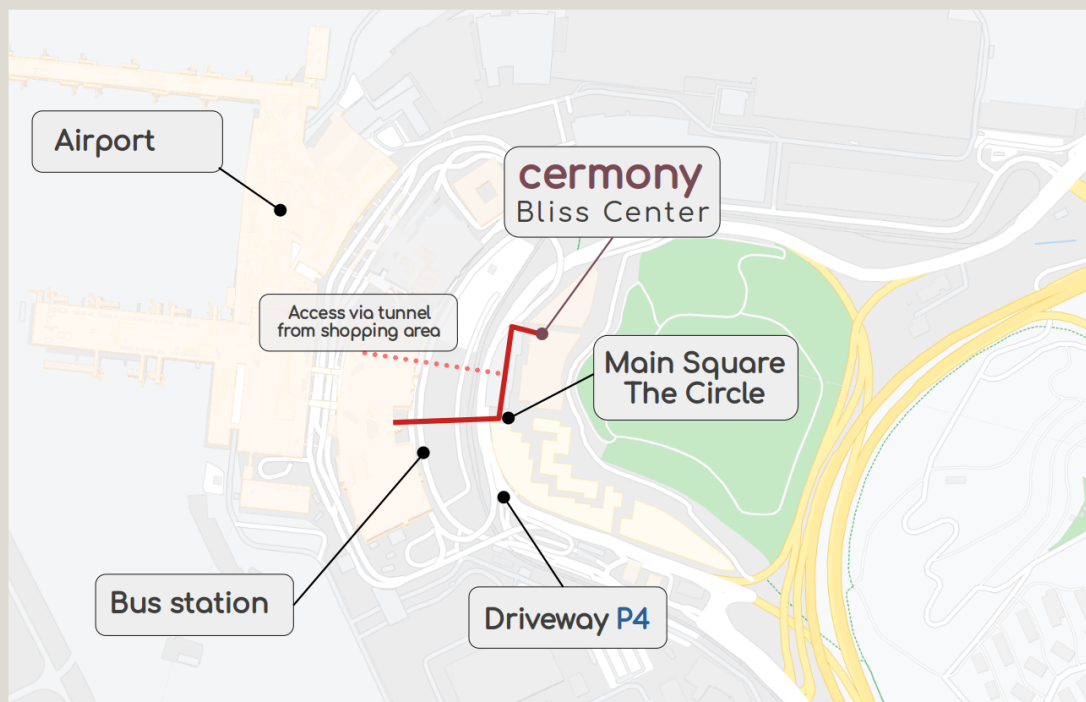 Airport
cermony
Bliss Center
Access via tunnel
from shopping area
Main Square
The Circle
Bus station
Driveway P4